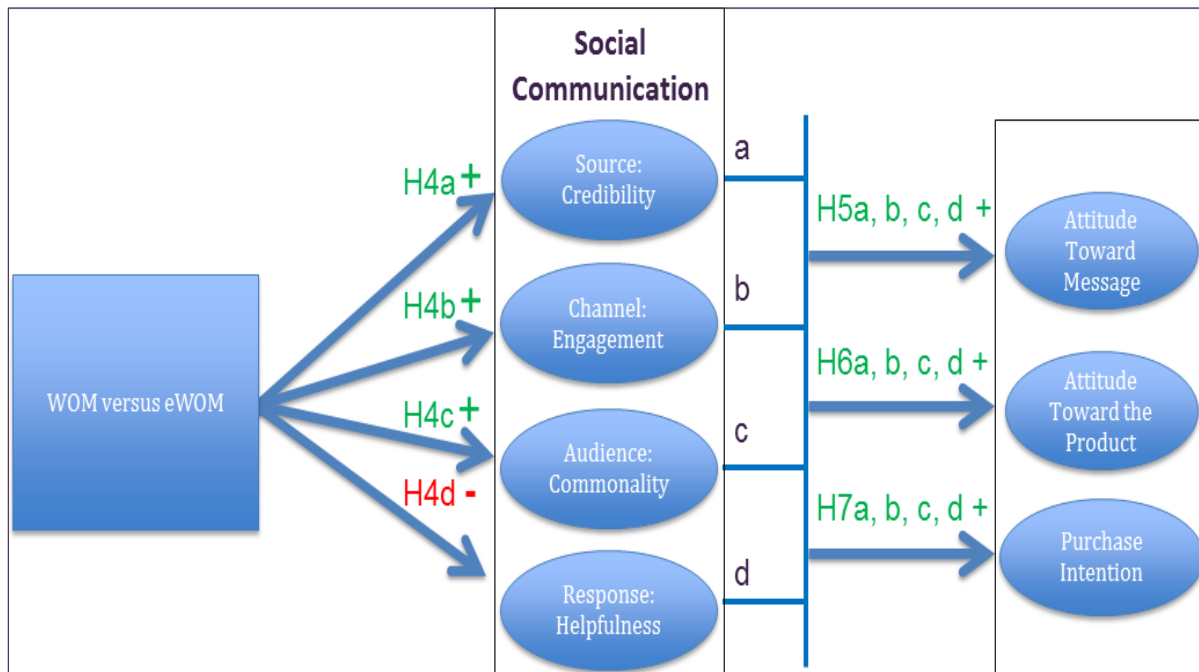 Social
Communication
WOM versus eWOM
H4a +
H4b +
H4c +
H4d -
Source:
Credibility
Channel:
Engagement
Audience:
Commonality
Response:
Helpfulness
a
b
c
d
H5a, b, c, d +
H6a, b, c, d +
H7a, b, c, d +
Attitude
Toward
Message
Attitude
Toward the
Product
Purchase
Intention